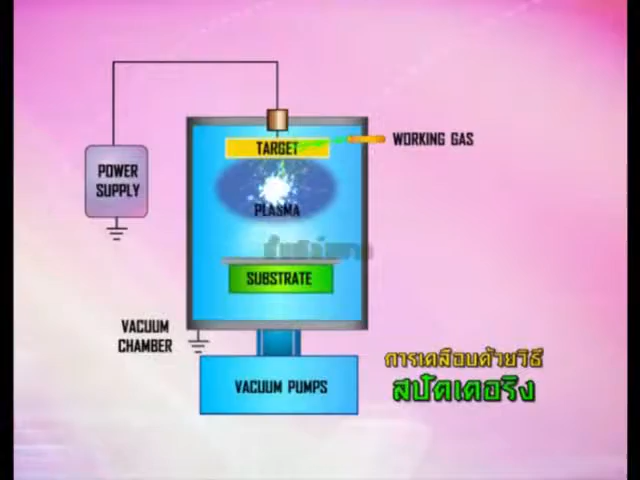 POWER
SUPPLY
TARGET
WORKING GAS
PLASMA
SUBSTRATE
VACUUM
CHAMBER
VACUUM PUMPS
การเคลือบด้วยวิธี
สปัตเตอริง